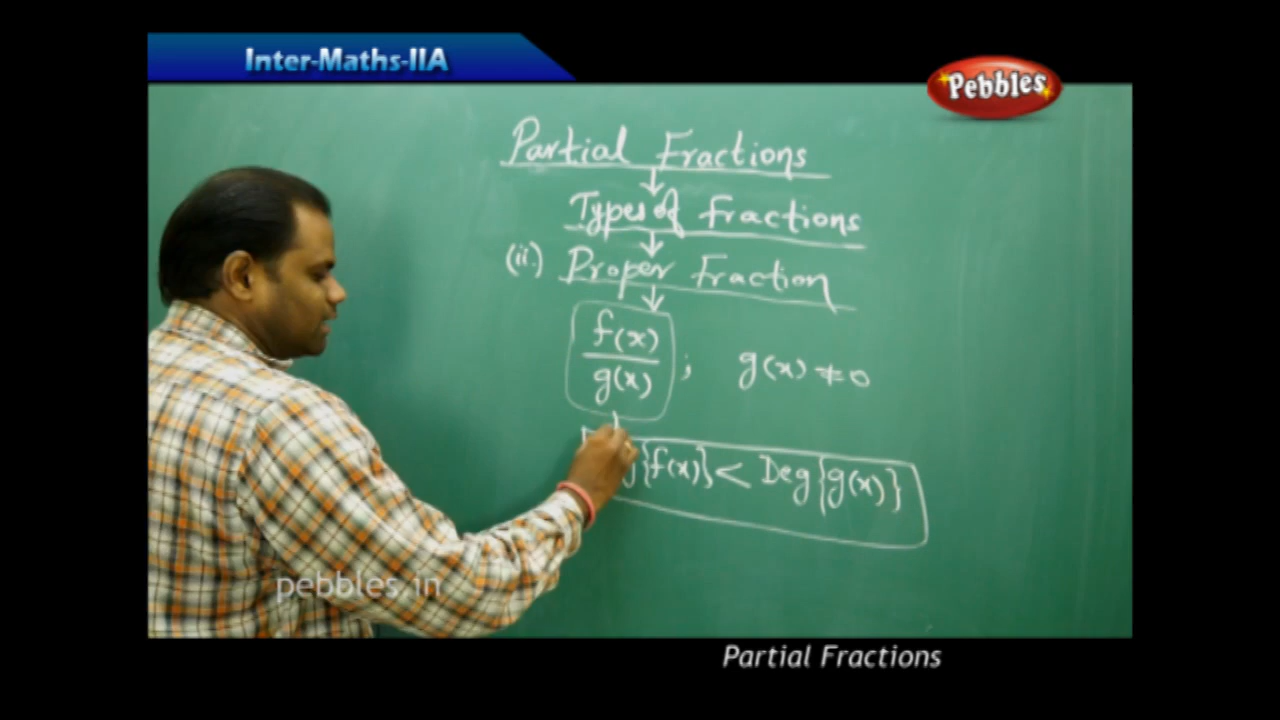 Inter-Maths-IIA
Pebbles
Partial Fractions
Types of fractions
(ii.) Proper Fraction
f(x)
g(x)
; g(x) ≠ 0
{f(x)} < Deg{g(x)}
pebbles.in
Partial Fractions